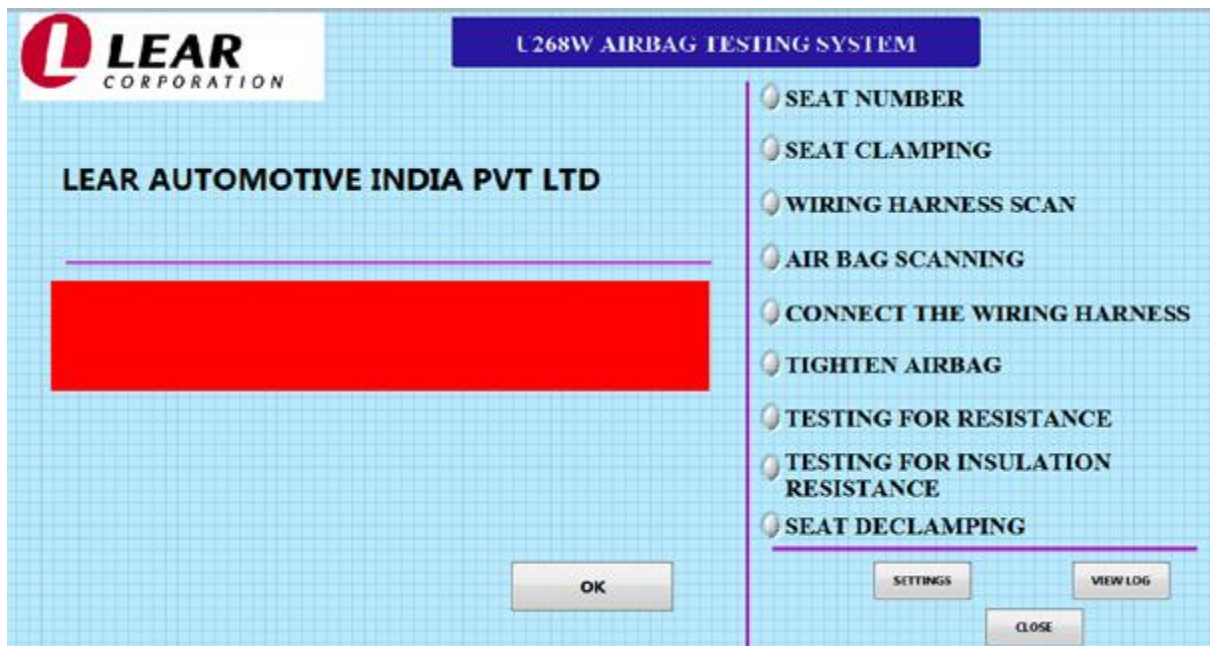 LEAR
CORPORATION
U268W AIRBAG TESTING SYSTEM
LEAR AUTOMOTIVE INDIA PVT LTD
OK
SEAT NUMBER
SEAT CLAMPING
WIRING HARNESS SCAN
AIR BAG SCANNING
CONNECT THE WIRING HARNESS
TIGHTEN AIRBAG
TESTING FOR RESISTANCE
TESTING FOR INSULATION
RESISTANCE
SEAT DECLAMPING
SETTINGS
VIEW LOG
CLOSE